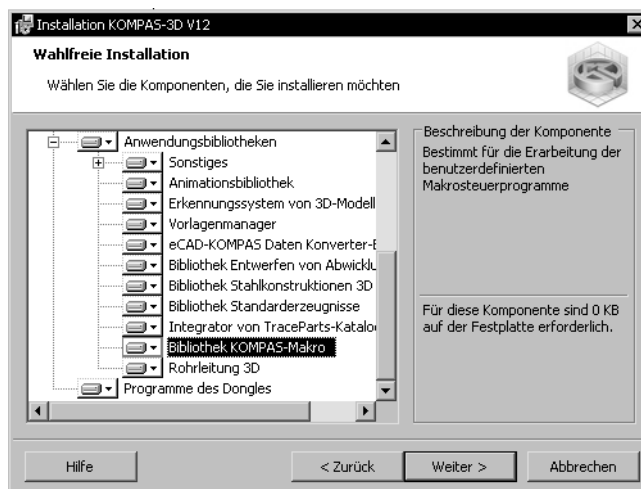 Installation KOMPAS-3D V12
Wahlfreie Installation
Wählen Sie die Komponenten, die Sie installieren möchten
Anwendungsbibliotheken
Sonstiges
Animationsbibliothek
Erkennungssystem von 3D-Modell
Vorlagenmanager
eCAD-KOMPAS Daten Konverter-E
Bibliothek Entwerfen von Abwicklu
Bibliothek Stahlkonstruktionen 3D
Bibliothek Standarderzeugnisse
Integrator von TraceParts-Katalo
Bibliothek KOMPAS-Makro
Rohrleitung 3D
Programme des Dongles
Beschreibung der Komponente
Bestimmt für die Erarbeitung der
benutzerdefinierten
Makrosteuerprogramme
Für diese Komponente sind 0 KB
auf der Festplatte erforderlich.
Hilfe
< Zurück
Weiter >
Abbrechen